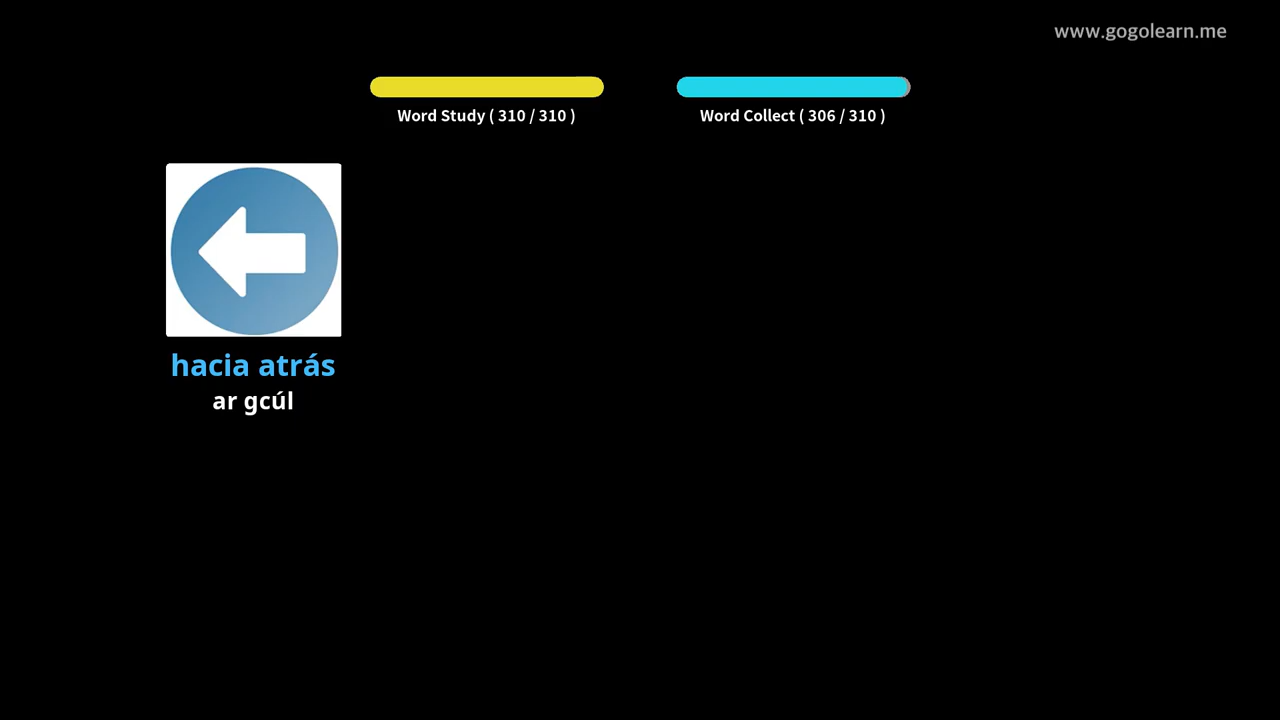 www.gogolearn.me
Word Study ( 310 / 310 )
Word Collect ( 306 / 310 )
hacia atrás
ar gcúl